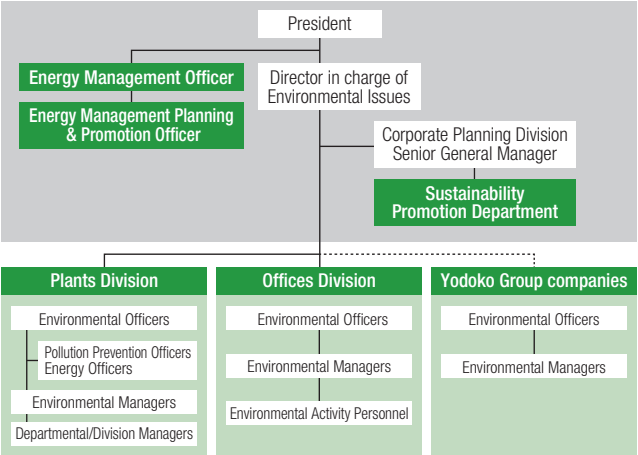 President
Energy Management Officer
Energy Management Planning
& Promotion Officer
Director in charge of
Environmental Issues
Corporate Planning Division
Senior General Manager
Sustainability
Promotion Department
Plants Division
Environmental Officers
Pollution Prevention Officers
Energy Officers
Environmental Managers
Departmental/Division Managers
Offices Division
Environmental Officers
Environmental Managers
Environmental Activity Personnel
Yodoko Group companies
Environmental Officers
Environmental Managers